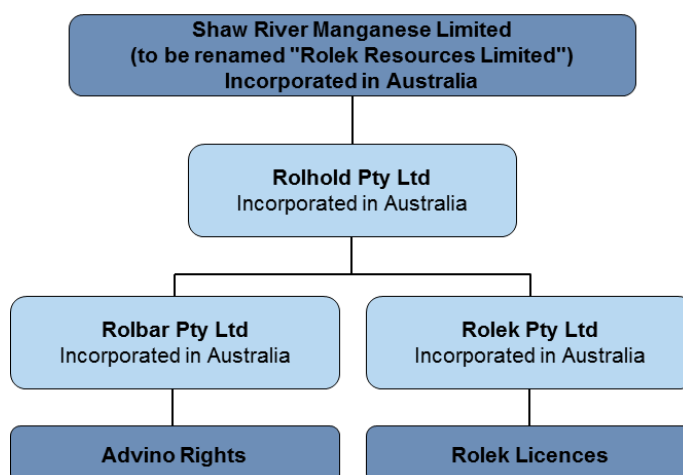 Shaw River Manganese Limited
(to be renamed "Rolek Resources Limited")
Incorporated in Australia
Rolhold Pty Ltd
Incorporated in Australia
Rolbar Pty Ltd
Incorporated in Australia
Rolek Pty Ltd
Incorporated in Australia
Advino Rights
Rolek Licences